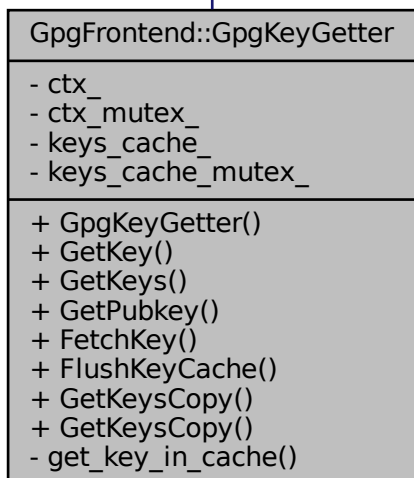 GpgFrontend::GpgKeyGetter
- ctx_
- ctx_mutex_
- keys_cache_
- keys_cache_mutex_
+ GpgKeyGetter()
+ GetKey()
+ GetKeys()
+ GetPubkey()
+ FetchKey()
+ FlushKeyCache()
+ GetKeysCopy()
+ GetKeysCopy()
- get_key_in_cache()